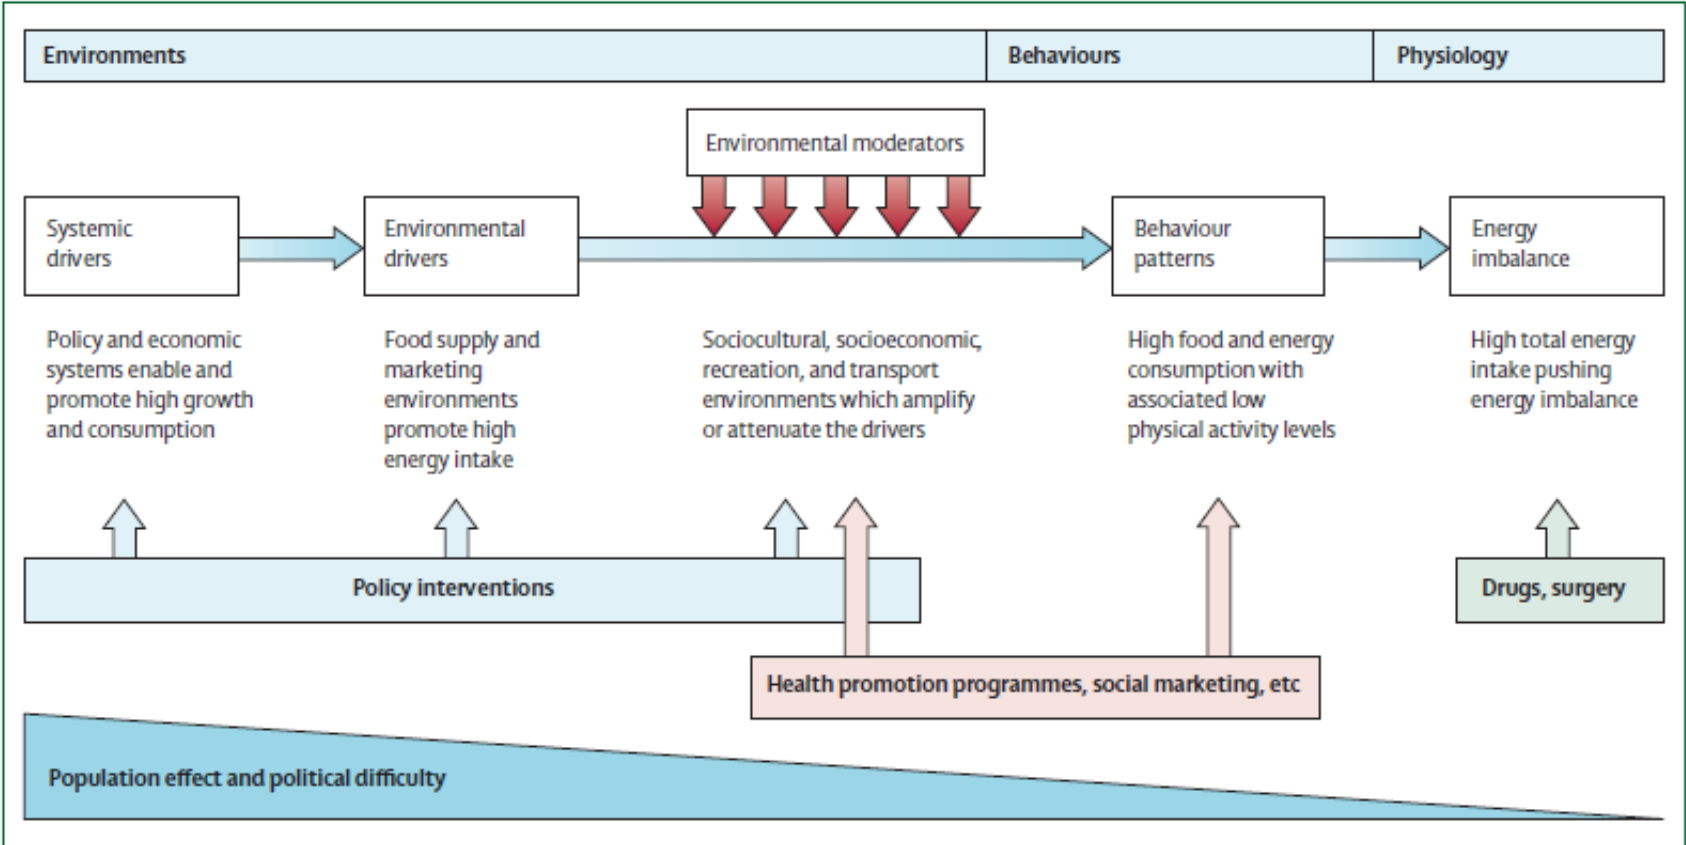 Environments
Behaviours
Physiology
Environmental moderators
Systemic
drivers
Environmental
drivers
Behaviour
patterns
Energy
imbalance
Policy and economic
systems enable and
promote high growth
and consumption
Food supply and
marketing
environments
promote high
energy intake
Sociocultural, socioeconomic,
recreation, and transport
environments which amplify
or attenuate the drivers
High food and energy
consumption with
associated low
physical activity levels
High total energy
intake pushing
energy imbalance
Policy interventions
Drugs, surgery
Health promotion programmes, social marketing, etc
Population effect and political difficulty